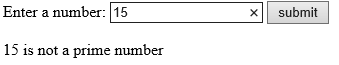 Enter a number: 15 × submit
15 is not a prime number